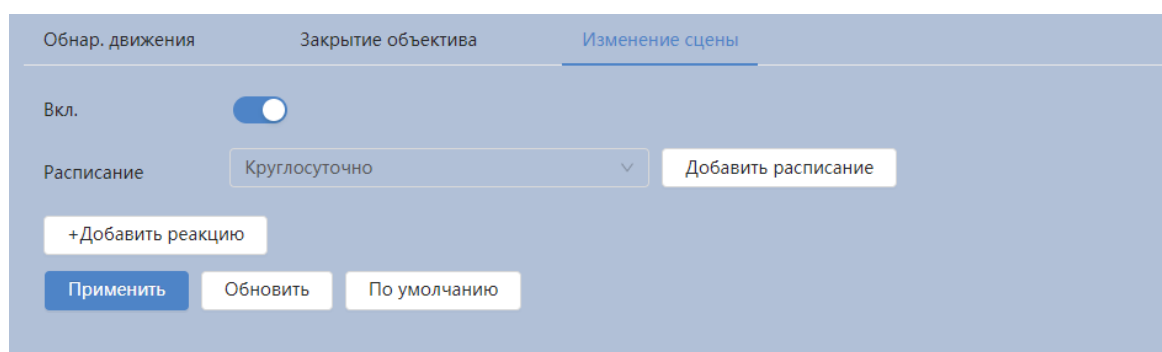 Обнар. движения Закрытие объектива Изменение сцены
Вкл.
Расписание Круглосуточно Добавить расписание
+Добавить реакцию
Применить Обновить По умолчанию